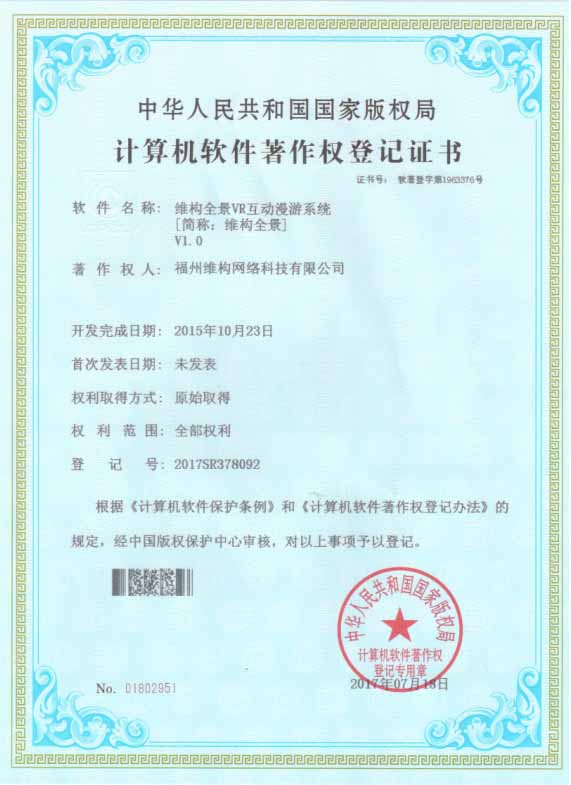 中华人民共和国国家版权局
计算机软件著作权登记证书
证书号： 软著登字第1963376号
软件名称： 维构全景VR互动漫游系统
[简称：维构全景]
V1.0
著作权人： 福州维构网络科技有限公司
开发完成日期： 2015年10月23日
首次发表日期： 未发表
权利取得方式： 原始取得
权利范围： 全部权利
登记号： 2017SR378092
根据《计算机软件保护条例》和《计算机软件著作权登记办法》的
规定，经中国版权保护中心审核，对以上事项予以登记。
中华人民共和国国家版权局
计算机软件著作权
登记专用章
2017年07月18日
No. 01802951